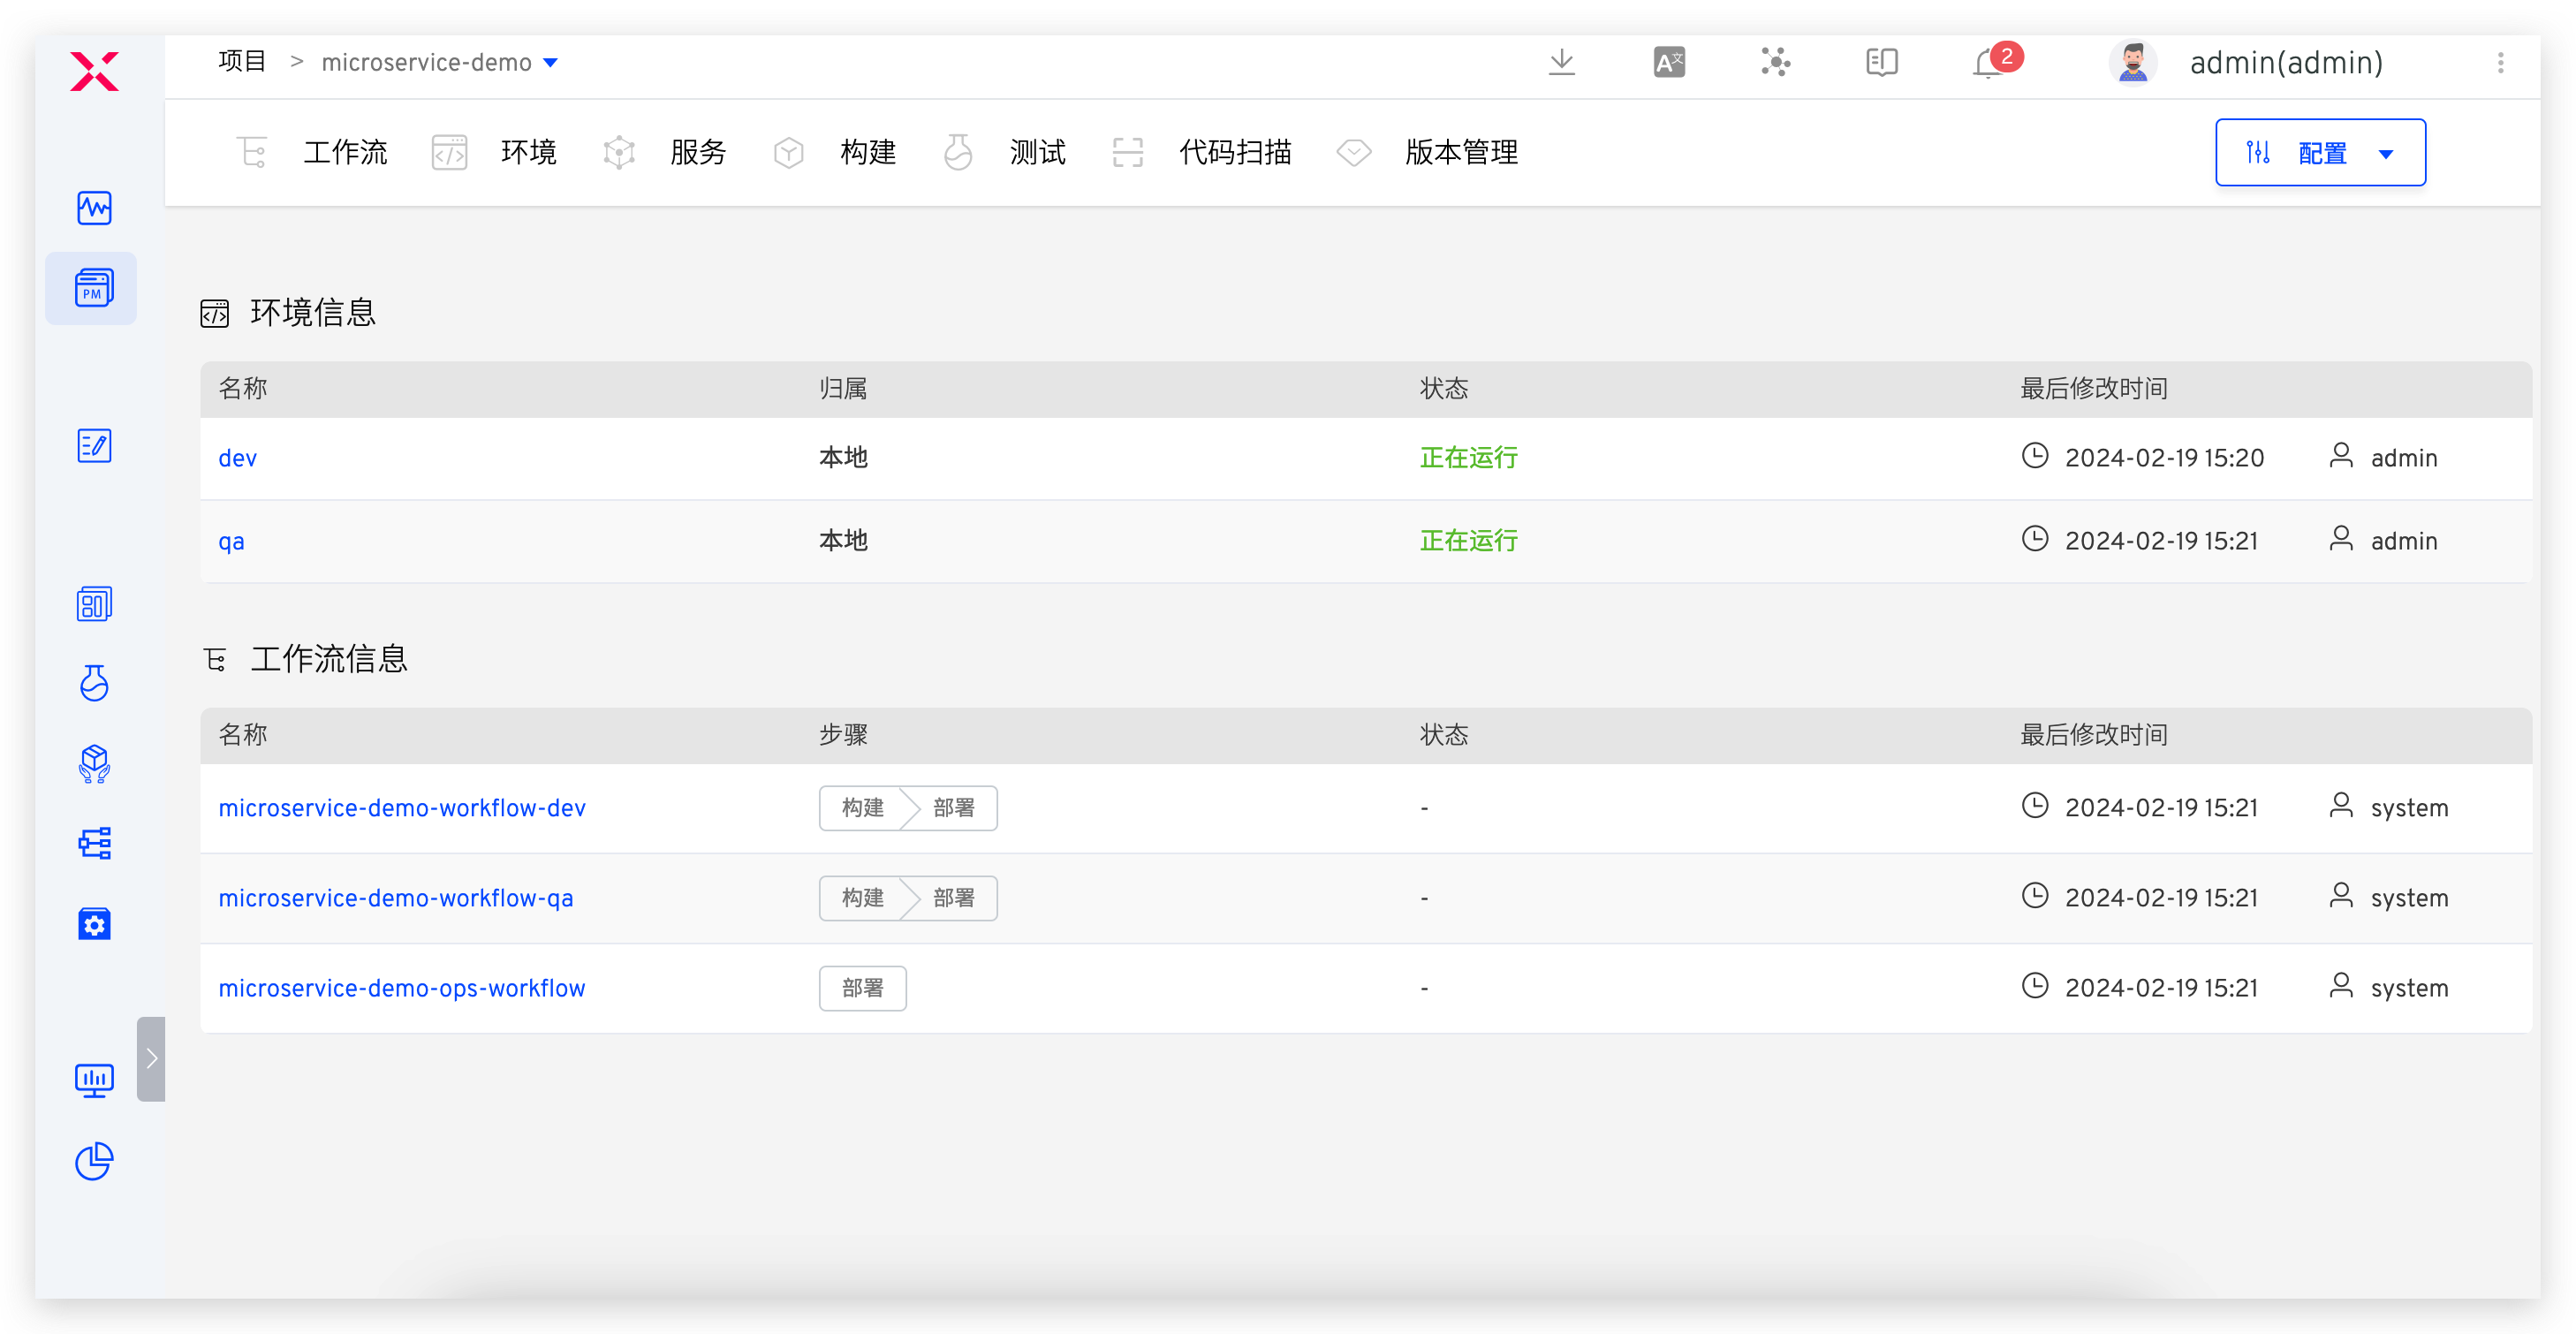 项目 > microservice-demo
A文
2
admin(admin)
工作流 环境 服务 构建 测试 代码扫描 版本管理
配置
PM
环境信息
名称 归属 状态 最后修改时间
dev 本地 正在运行 2024-02-19 15:20 admin
qa 本地 正在运行 2024-02-19 15:21 admin
工作流信息
名称 步骤 状态 最后修改时间
microservice-demo-workflow-dev 构建 部署 - 2024-02-19 15:21 system
microservice-demo-workflow-qa 构建 部署 - 2024-02-19 15:21 system
microservice-demo-ops-workflow 部署 - 2024-02-19 15:21 system